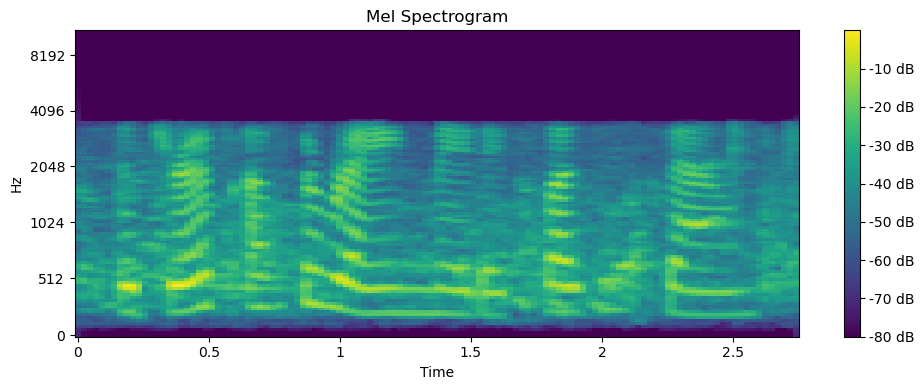 Mel Spectrogram
8192
4096
2048
1024
512
0
Hz
0
0.5
1
1.5
2
2.5
Time
-10 dB
-20 dB
-30 dB
-40 dB
-50 dB
-60 dB
-70 dB
-80 dB